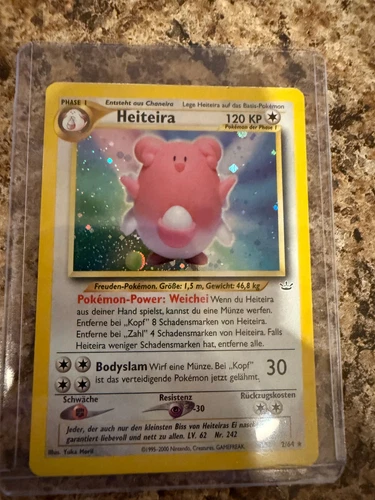 PHASE 1 Entsteht aus Chaneira Lege Heiteira auf das Basis-Pokémon
Heiteira 120 KP
Pokémon der Phase 1
Freuden-Pokémon. Größe: 1,5 m, Gewicht: 46,8 kg
Pokémon-Power: Weichei Wenn du Heiteira
aus deiner Hand spielst, kannst du eine Münze werfen.
Entferne bei „Kopf" 8 Schadensmarken von Heiteira.
Entferne bei „Zahl" 4 Schadensmarken von Heiteira. Falls
Heiteira weniger Schadensmarken hat, entferne alle.
Bodyslam Wirf eine Münze. Bei „Kopf" 30
ist das verteidigende Pokémon jetzt gelähmt.
Schwäche Resistenz Rückzugskosten
-30
Jeder, der auch nur den kleinsten Biss von Heiteiras Ei nascht
garantiert liebevoll und nett zu allen. LV. 62 Nr. 242
Illus. Yuka Morii ©1995-2000 Nintendo, Creatures, GAMEFREAK. 2/64 ★